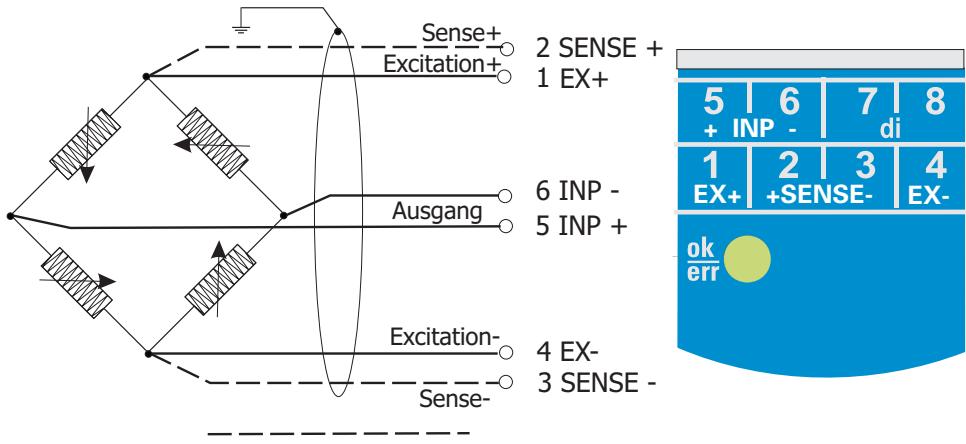 Sense+
2 SENSE +
Excitation+
1 EX+
6 INP -
Ausgang
5 INP +
Excitation-
4 EX-
3 SENSE -
Sense-
5 6 7 8
+ INP - di
1 2 3 4
EX+ +SENSE- EX-
ok
err